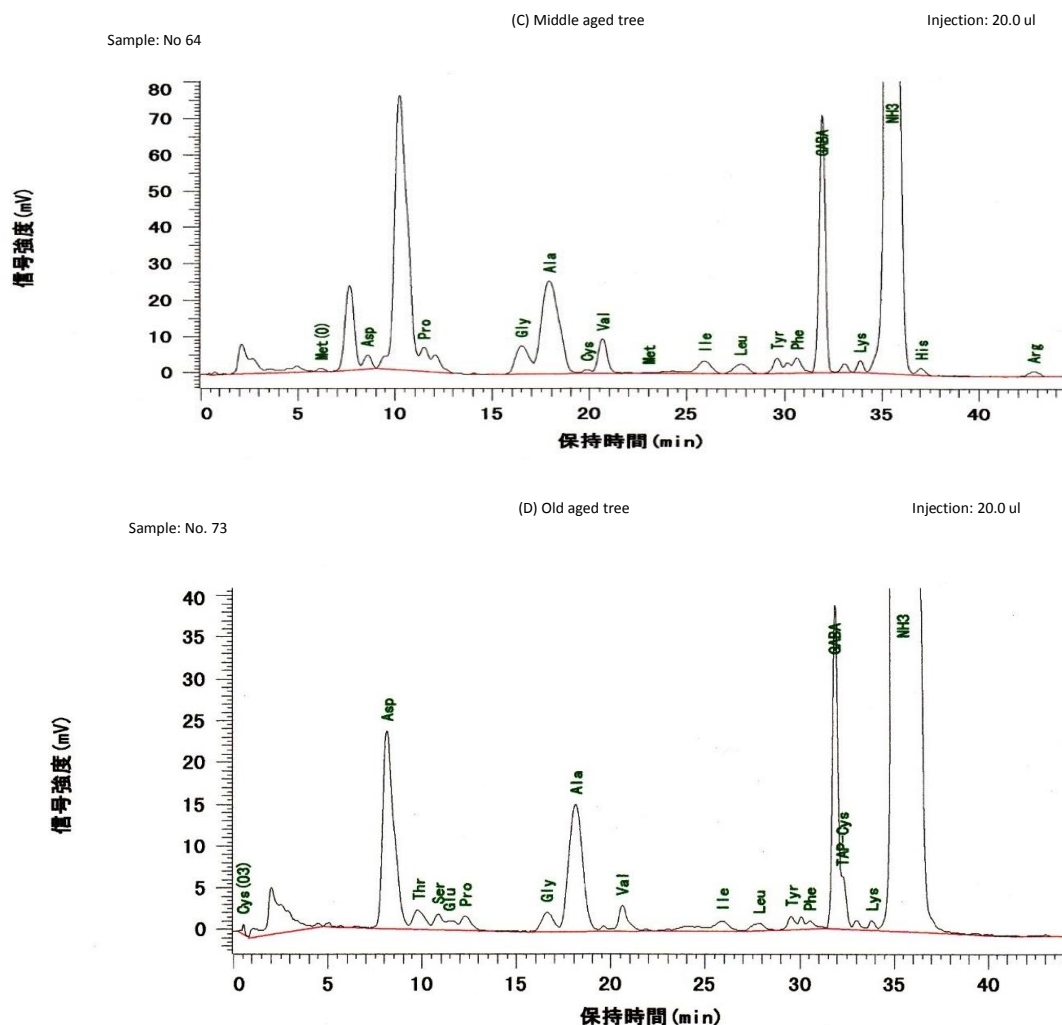 (C) Middle aged tree
Injection: 20.0 ul
Sample: No 64
信号強度(mV)
80
70
60
50
40
30
20
10
0
Met(O)
Asp
Pro
Gly
Ala
Cys
Val
Met
Ile
Leu
Tyr
Phe
GABA
Lys
NH3
His
Arg
0 5 10 15 20 25 30 35 40
保持時間(min)
(D) Old aged tree
Injection: 20.0 ul
Sample: No. 73
信号強度(mV)
40
35
30
25
20
15
10
5
0
Cys(O3)
Asp
Thr
Ser
Glu
Pro
Gly
Ala
Val
Ile
Leu
Tyr
Phe
GABA
TAP-Cys
Lys
NH3
0 5 10 15 20 25 30 35 40
保持時間(min)